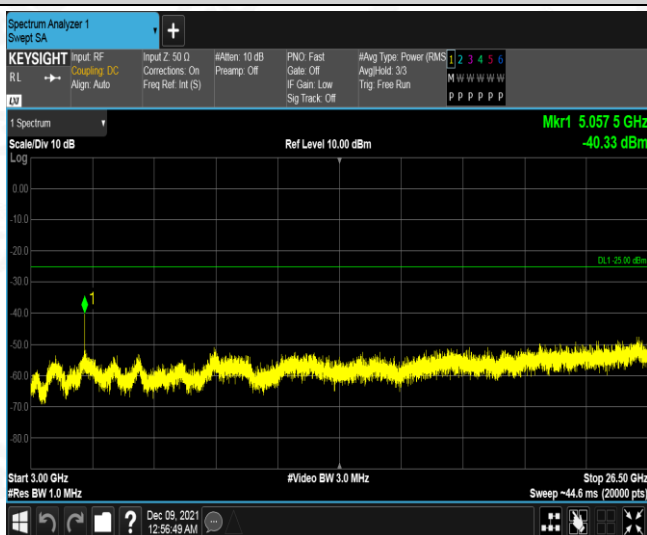 Spectrum Analyzer 1
Swept SA
+
KEYSIGHT
RL
LXI
Input: RF
Coupling: DC
Align: Auto
Input Z: 50 Ω
Corrections: On
Freq Ref: Int (S)
#Atten: 10 dB
Preamp: Off
PNO: Fast
Gate: Off
IF Gain: Low
Sig Track: Off
#Avg Type: Power (RMS
Avg|Hold: 3/3
Trig: Free Run
1 2 3 4 5 6
M W W W W W
P P P P P P
1 Spectrum
Scale/Div 10 dB
Ref Level 10.00 dBm
Mkr1 5.057 5 GHz
-40.33 dBm
Log
0.00
-10.0
-20.0
DL1 -25.00 dBm
-30.0
1
-40.0
-50.0
-60.0
-70.0
-80.0
Start 3.00 GHz
#Video BW 3.0 MHz
Stop 26.50 GHz
#Res BW 1.0 MHz
Sweep ~44.6 ms (20000 pts)
?
Dec 09, 2021
12:56:49 AM